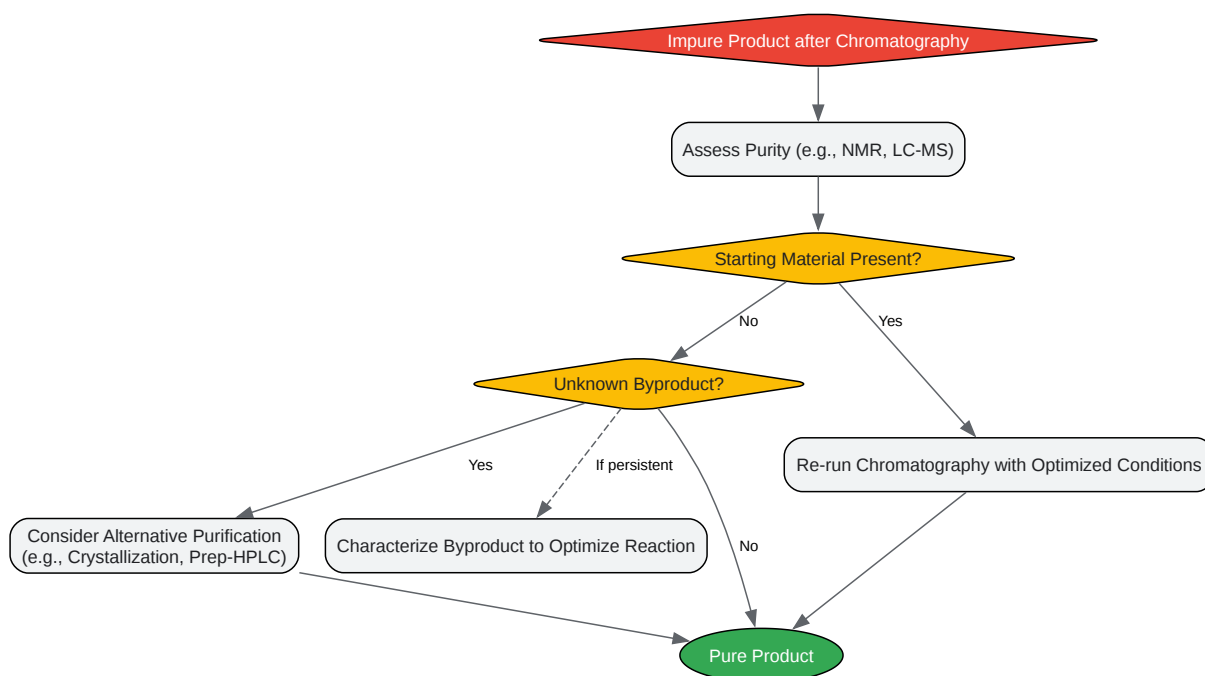 Impure Product after Chromatography
Assess Purity (e.g., NMR, LC-MS)
Starting Material Present?
No
Yes
Unknown Byproduct?
Re-run Chromatography with Optimized Conditions
Yes
If persistent
Consider Alternative Purification
(e.g., Crystallization, Prep-HPLC)
Characterize Byproduct to Optimize Reaction
No
Pure Product